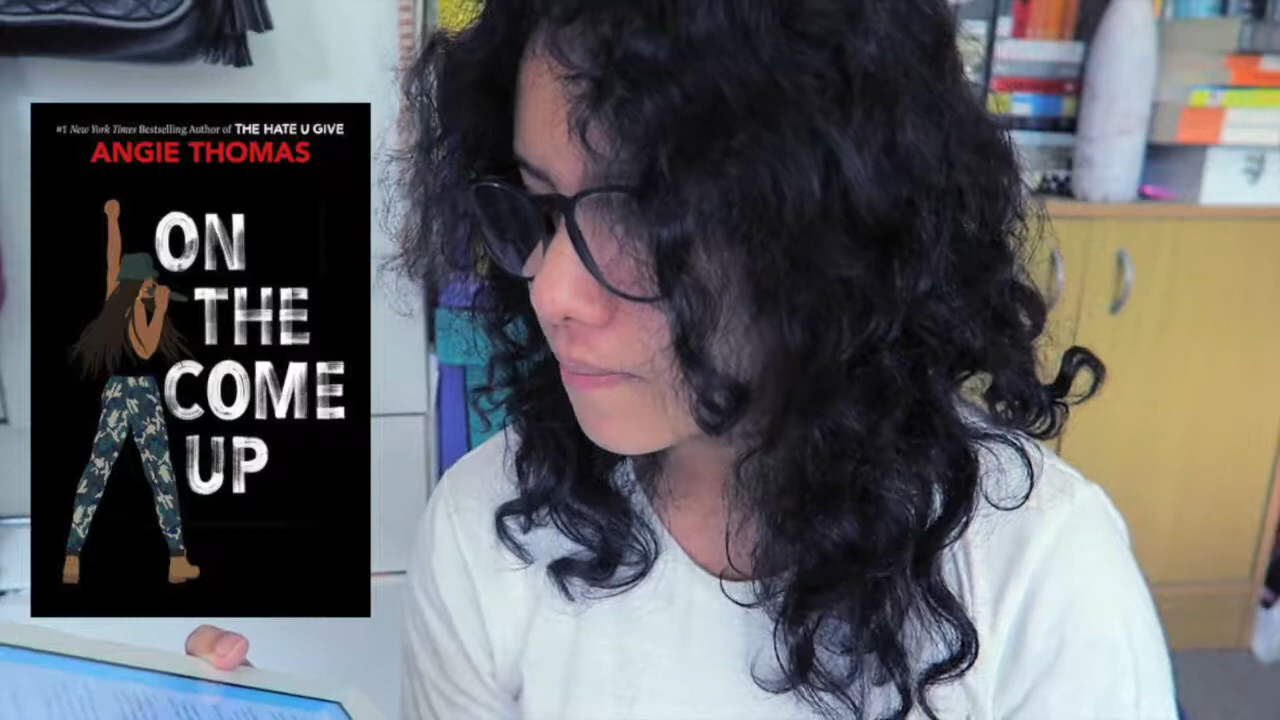 #1 New York Times Bestselling Author of THE HATE U GIVE
ANGIE THOMAS
ON
THE
COME
UP